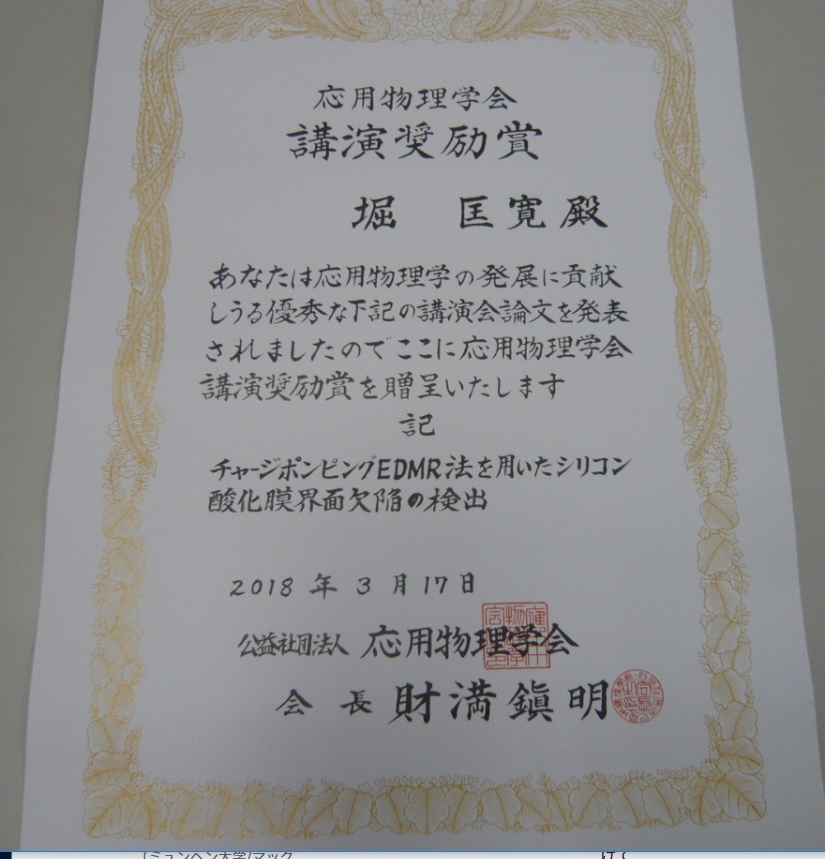 応用物理学会
講演奨励賞
堀　匡寛殿
あなたは応用物理学の発展に貢献
しうる優秀な下記の講演会論文を発表
されましたのでここに応用物理学会
講演奨励賞を贈呈いたします
記
チャージポンピングEDMR法を用いたシリコン
酸化膜界面欠陥の検出
2018 年 3 月 17 日
公益社団法人 応用物理学会
会 長 財満鎭明